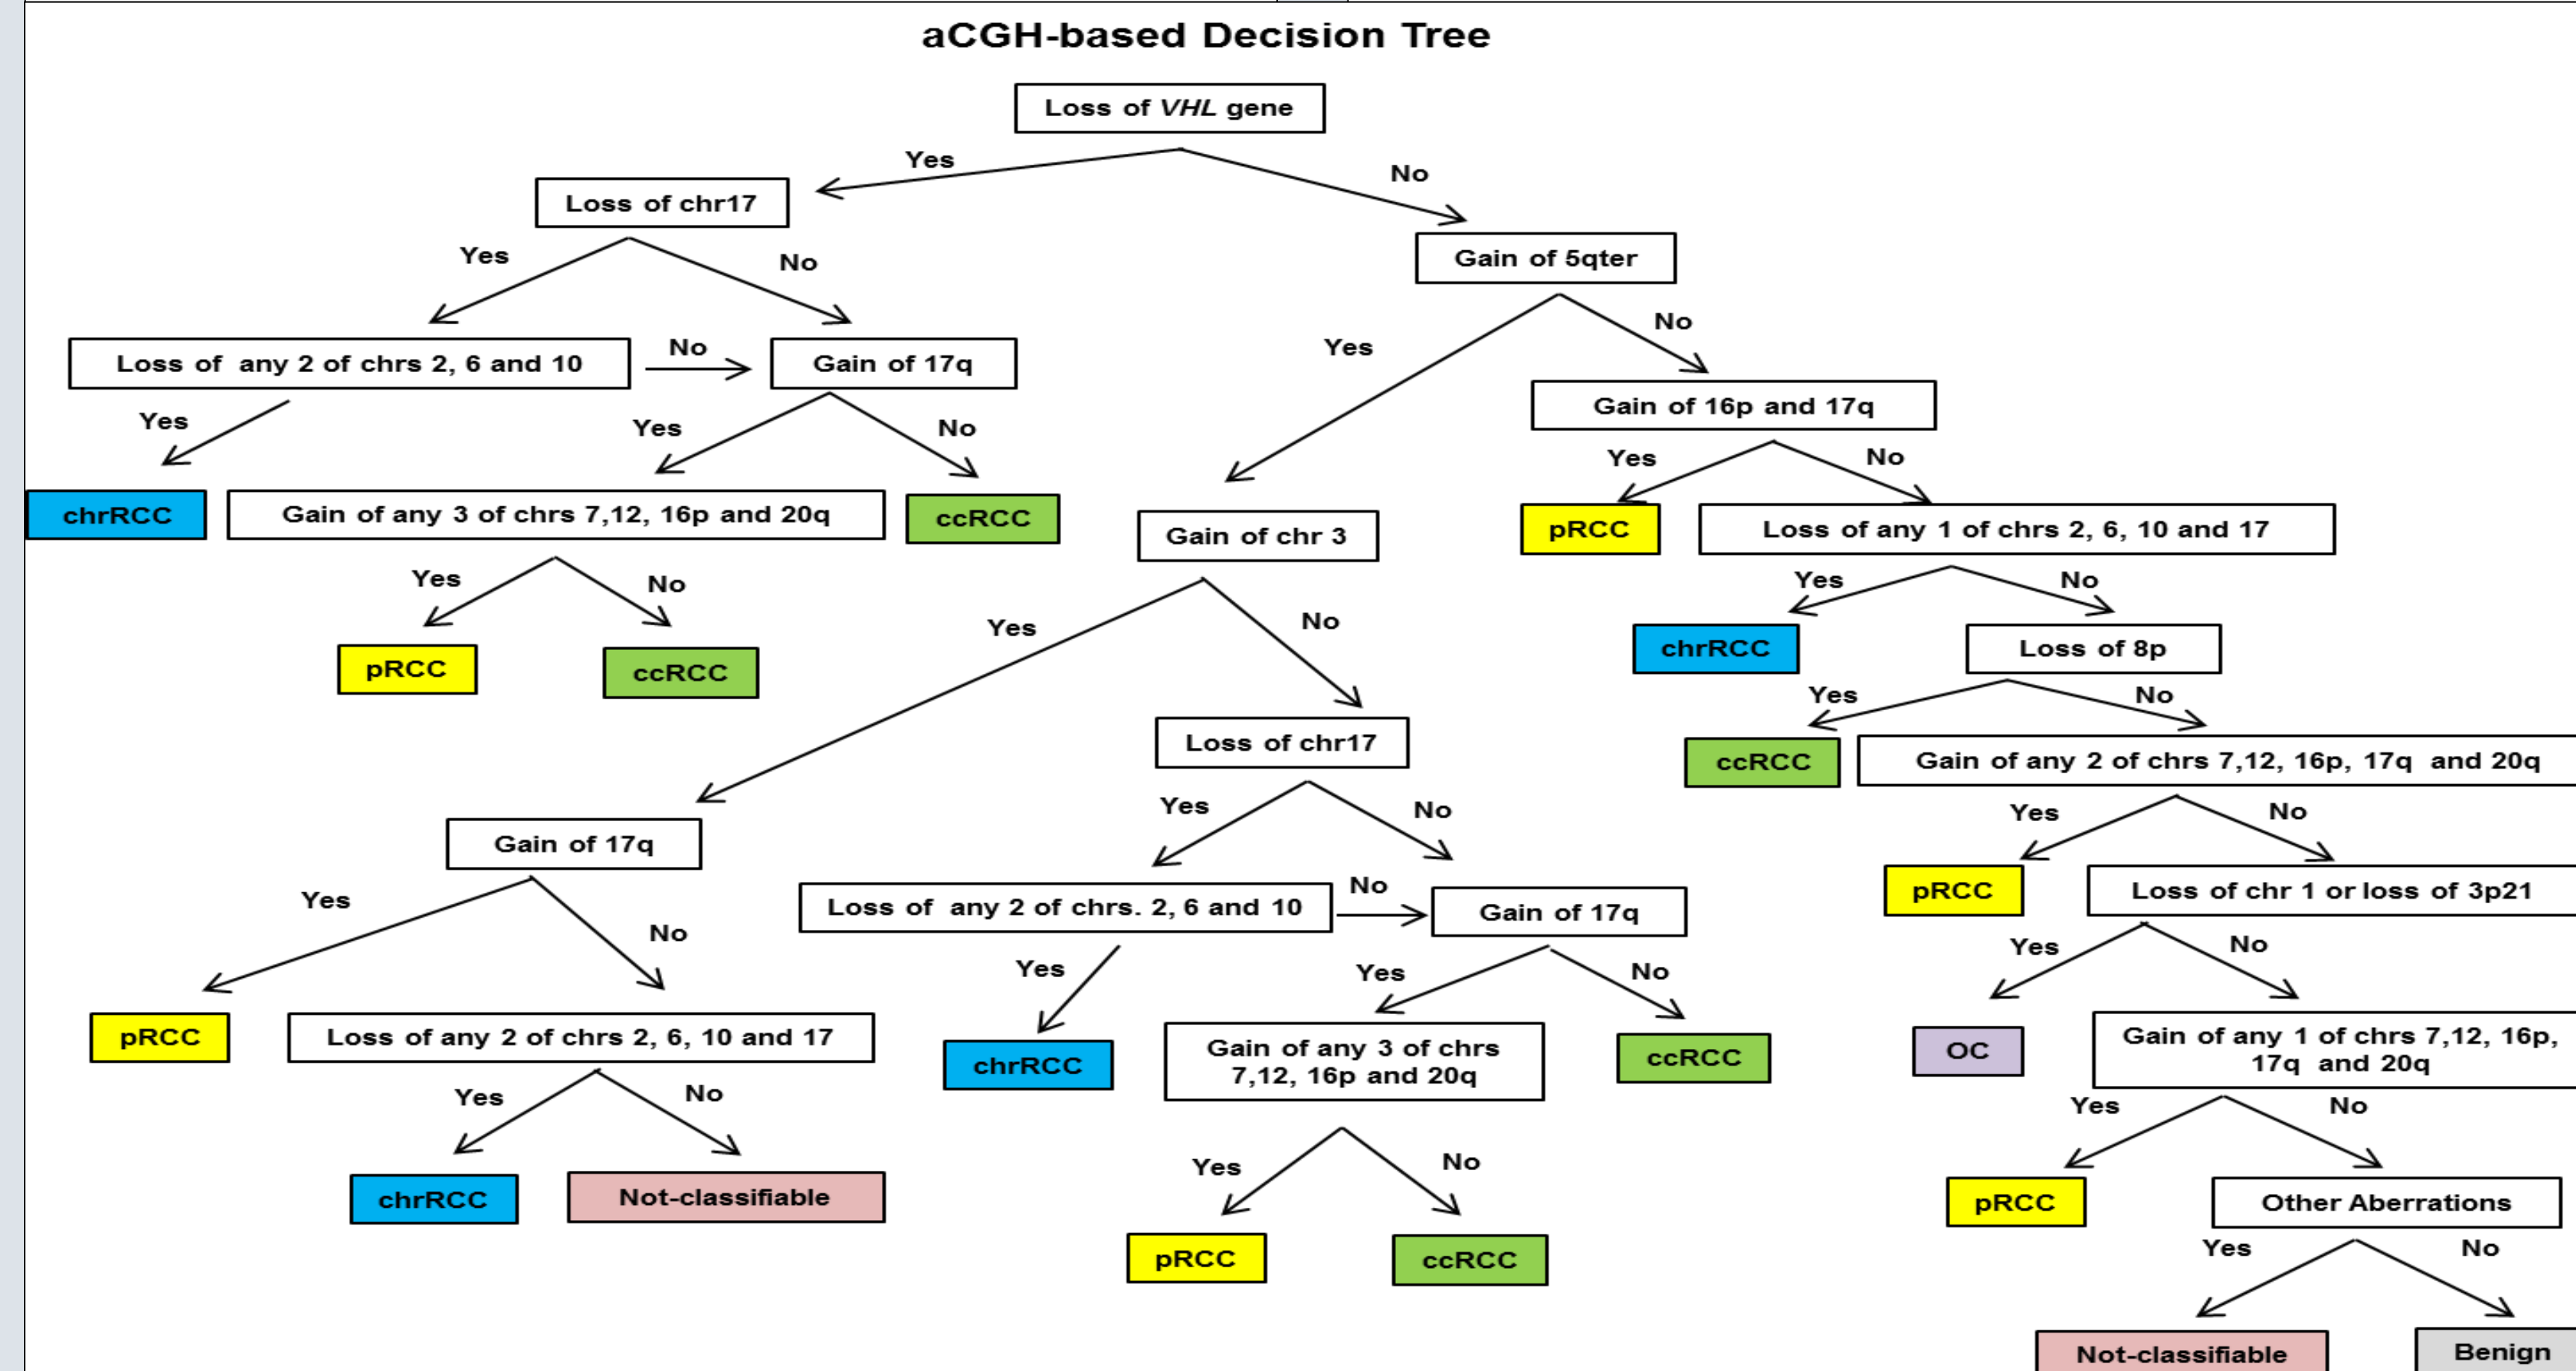 aCGH-based Decision Tree
Loss of VHL gene
Yes
No
Loss of chr17
Yes
No
Gain of 5qter
Yes
No
Loss of  any 2 of chrs 2, 6 and 10
No
Gain of 17q
Gain of 16p and 17q
Yes
Yes
No
Yes
No
chrRCC
Gain of any 3 of chrs 7,12, 16p and 20q
ccRCC
Gain of chr 3
pRCC
Loss of any 1 of chrs 2, 6, 10 and 17
Yes
No
Yes
No
Yes
No
pRCC
ccRCC
chrRCC
Loss of 8p
Yes
No
Loss of chr17
ccRCC
Gain of any 2 of chrs 7,12, 16p, 17q  and 20q
Yes
No
Yes
No
Gain of 17q
Loss of  any 2 of chrs. 2, 6 and 10
No
Gain of 17q
pRCC
Loss of chr 1 or loss of 3p21
Yes
No
Yes
Yes
No
Yes
No
pRCC
Loss of any 2 of chrs 2, 6, 10 and 17
chrRCC
Gain of any 3 of chrs
7,12, 16p and 20q
ccRCC
OC
Gain of any 1 of chrs 7,12, 16p,
17q  and 20q
Yes
No
Yes
No
Yes
No
chrRCC
Not-classifiable
pRCC
ccRCC
pRCC
Other Aberrations
Yes
No
Not-classifiable
Benign